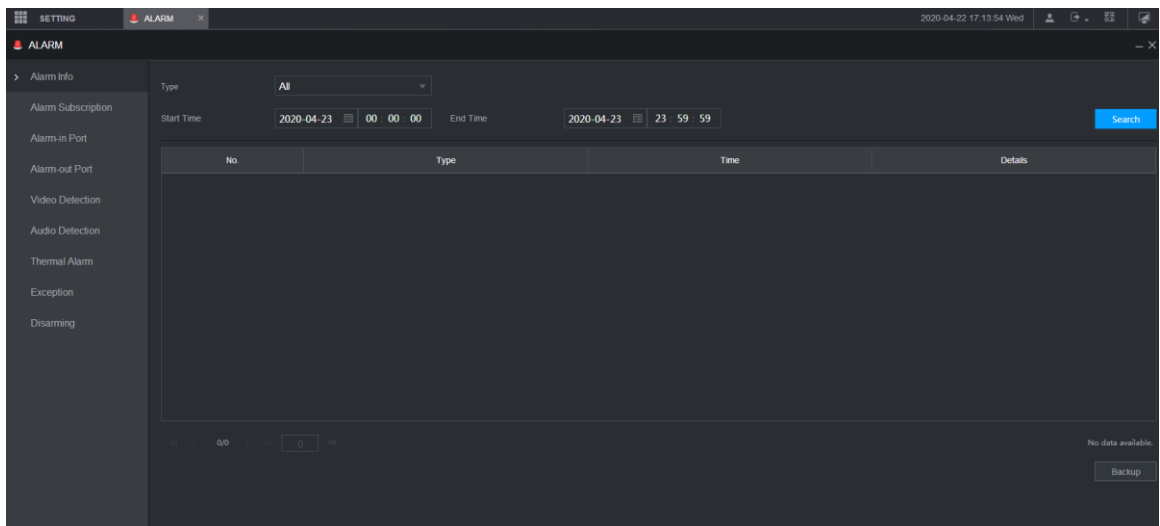 SETTING ALARM × 2020-04-22 17:13:54 Wed
ALARM
Alarm Info
Type All
Alarm Subscription
Start Time 2020-04-23 00 : 00 : 00 End Time 2020-04-23 23 : 59 : 59 Search
Alarm-in Port
No. Type Time Details
Alarm-out Port
Video Detection
Audio Detection
Thermal Alarm
Exception
Disarming
0/0 0 No data available.
Backup